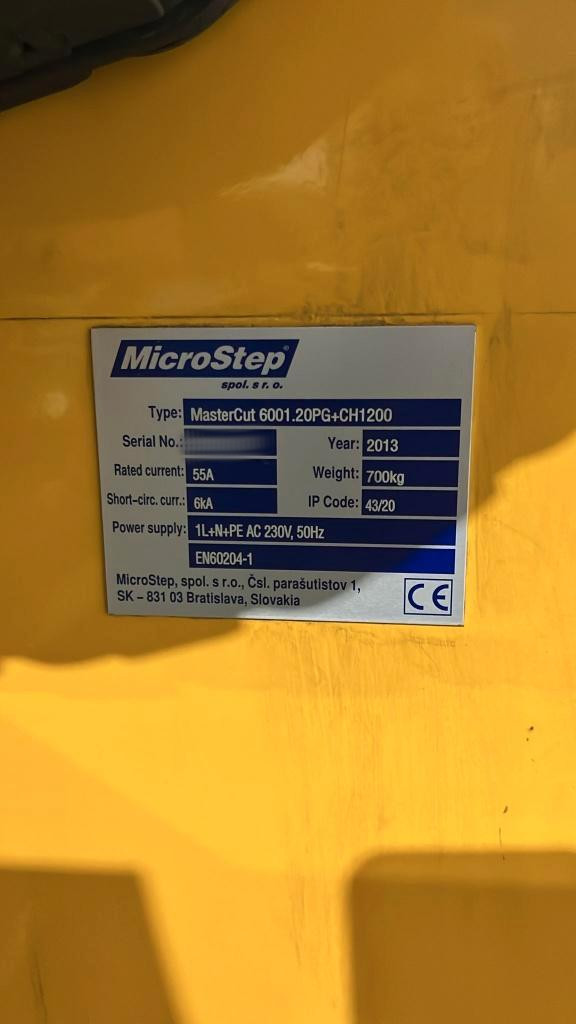 MicroStep®
spol. s r. o.
Type: MasterCut 6001.20PG+CH1200
Serial No.: Year: 2013
Rated current: 55A Weight: 700kg
Short-circ. curr.: 6kA IP Code: 43/20
Power supply: 1L+N+PE AC 230V, 50Hz
EN60204-1
MicroStep, spol. s r.o., Čsl. parašutistov 1,
SK – 831 03 Bratislava, Slovakia
CE